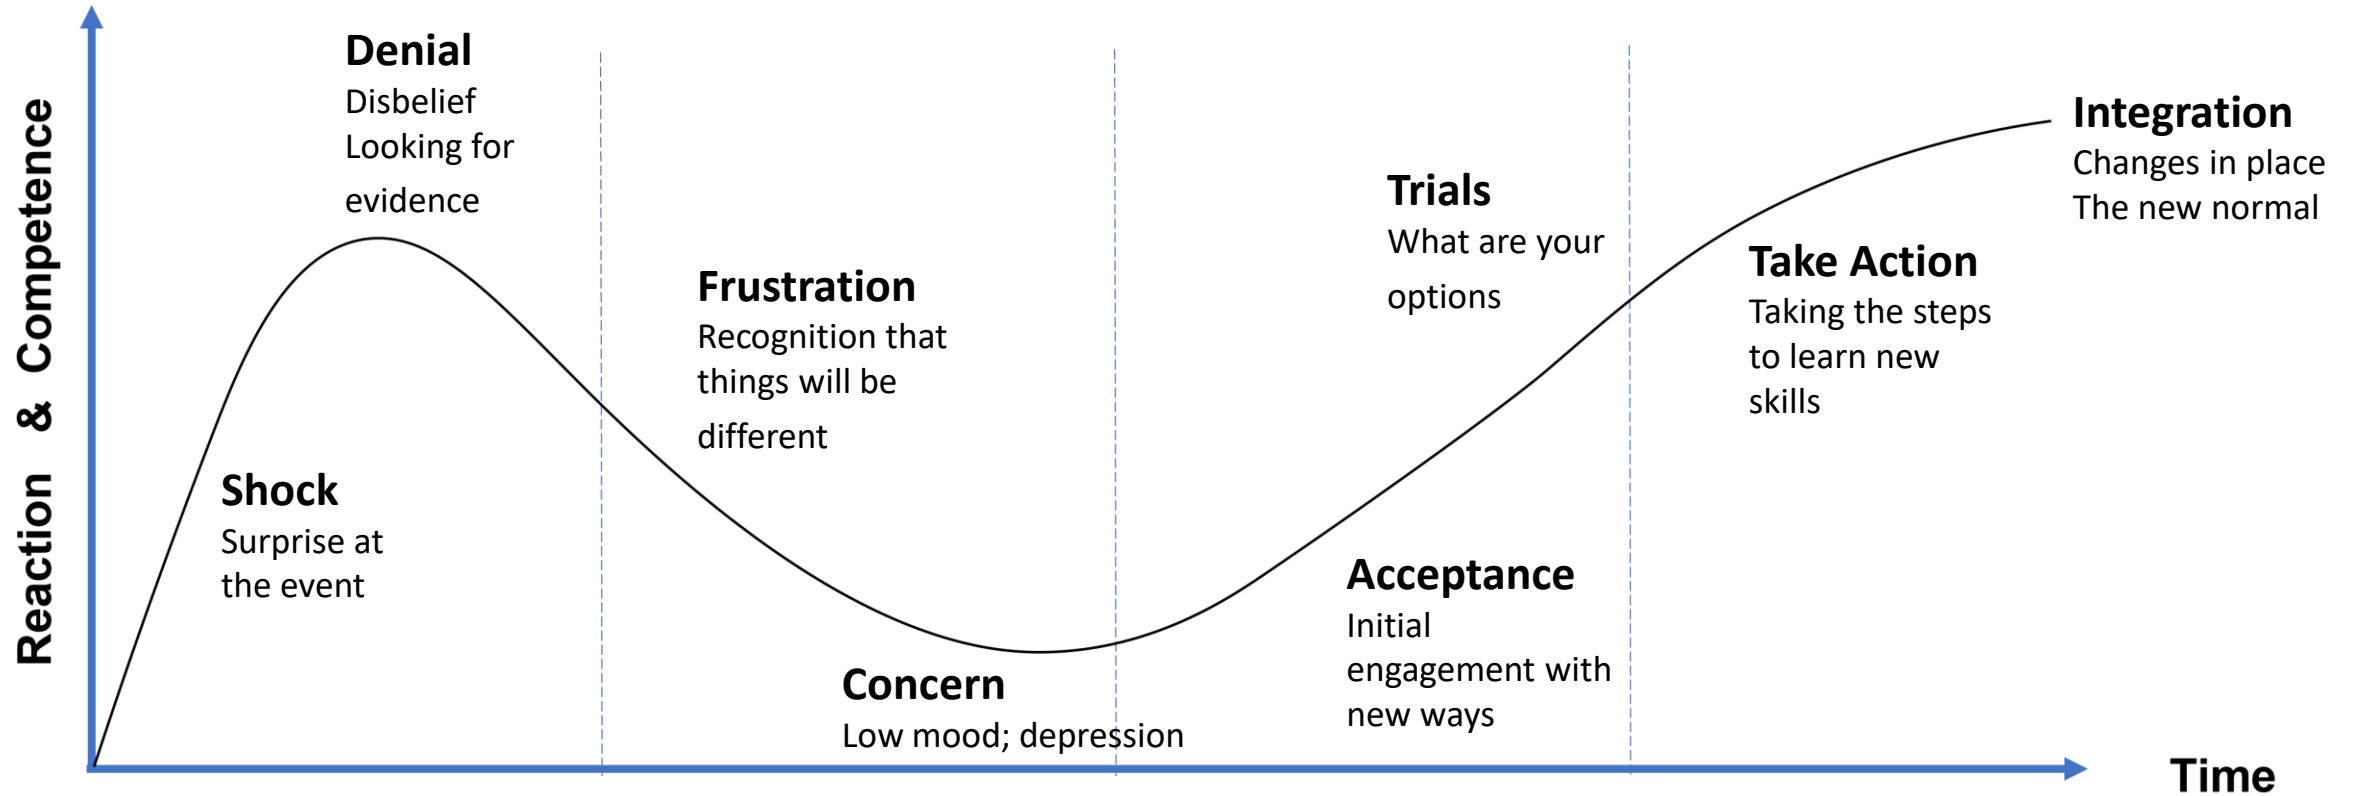 Reaction & Competence
Denial
Disbelief
Looking for
evidence
Shock
Surprise at
the event
Frustration
Recognition that
things will be
different
Concern
Low mood; depression
Trials
What are your
options
Acceptance
Initial
engagement with
new ways
Take Action
Taking the steps
to learn new
skills
Integration
Changes in place
The new normal
Time